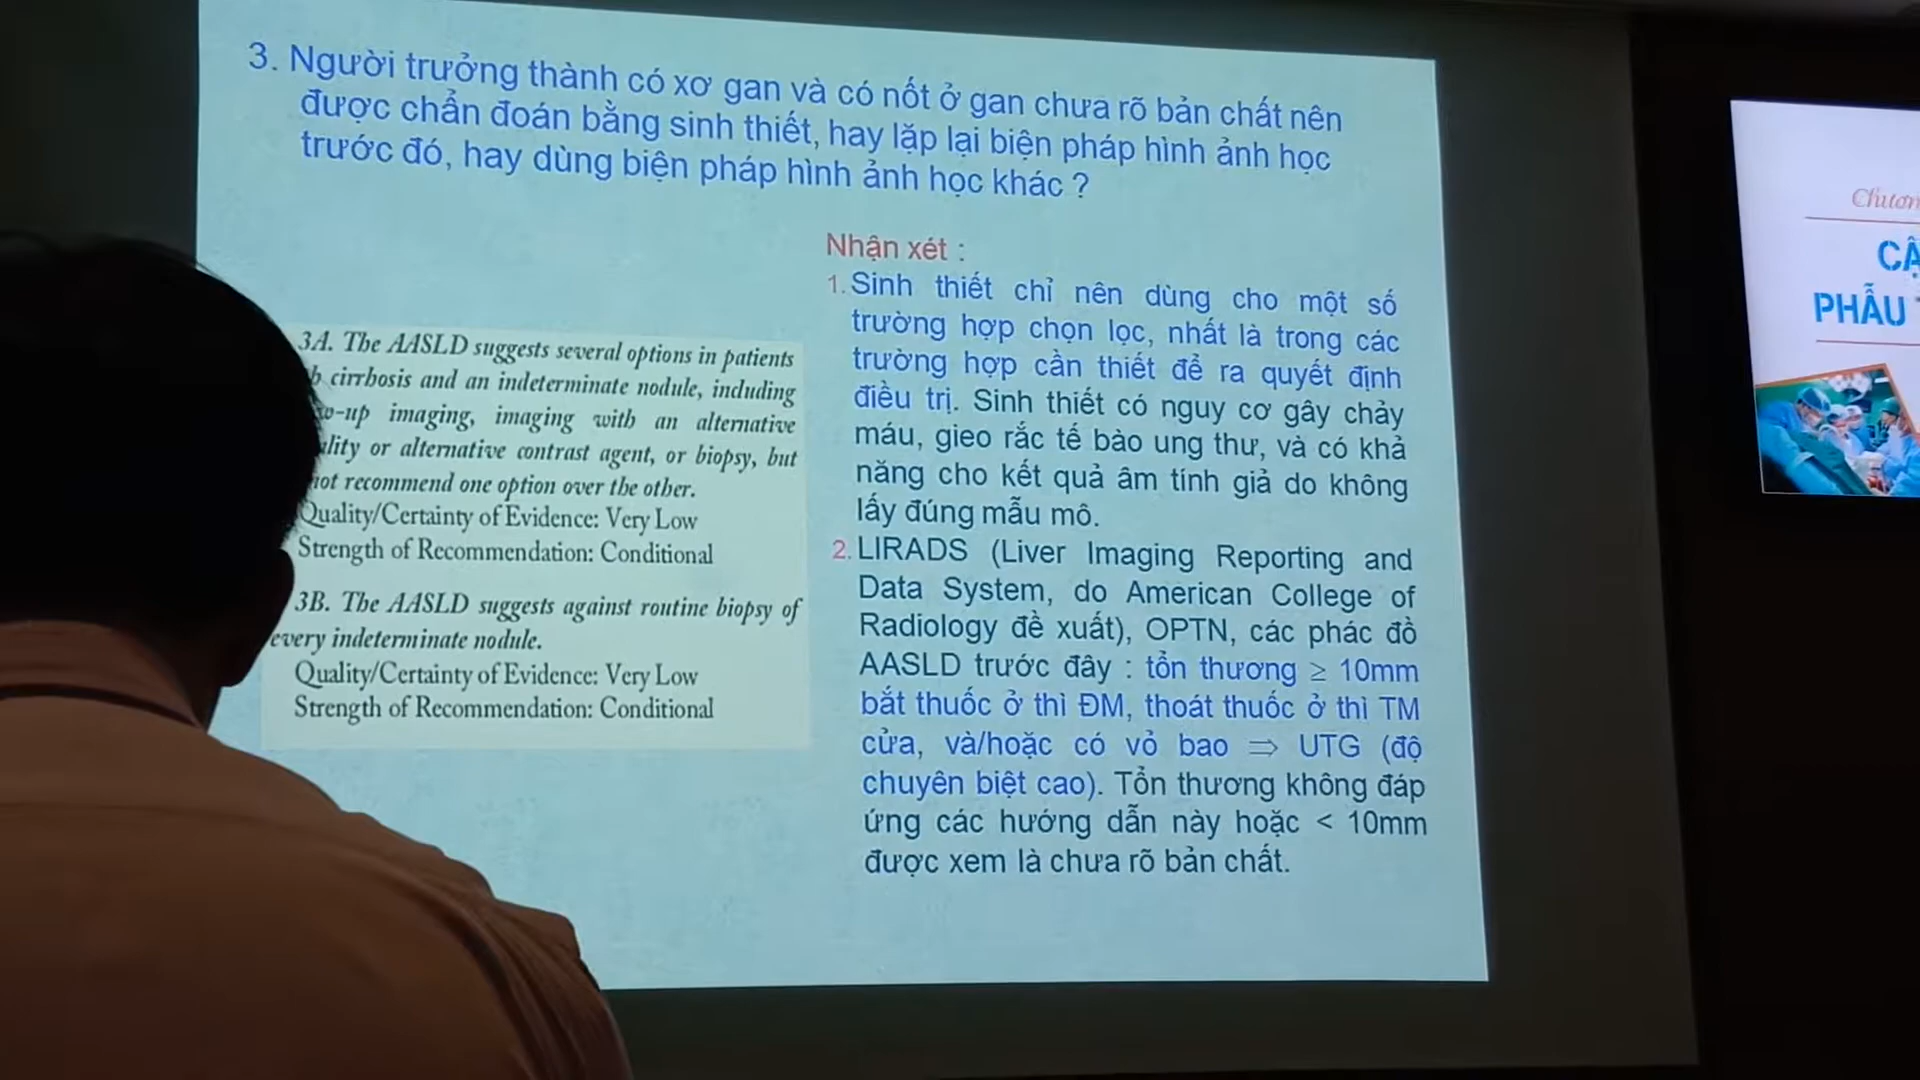 3. Người trưởng thành có xơ gan và có nốt ở gan chưa rõ bản chất nên
được chẩn đoán bằng sinh thiết, hay lặp lại biện pháp hình ảnh học
trước đó, hay dùng biện pháp hình ảnh học khác ?
3A. The AASLD suggests several options in patients
cirrhosis and an indeterminate nodule, including
-up imaging, imaging with an alternative
or alternative contrast agent, or biopsy, but
not recommend one option over the other.
Quality/Certainty of Evidence: Very Low
Strength of Recommendation: Conditional
3B. The AASLD suggests against routine biopsy of
every indeterminate nodule.
Quality/Certainty of Evidence: Very Low
Strength of Recommendation: Conditional
Nhận xét :
1. Sinh thiết chỉ nên dùng cho một số
trường hợp chọn lọc, nhất là trong các
trường hợp cần thiết để ra quyết định
điều trị. Sinh thiết có nguy cơ gây chảy
máu, gieo rắc tế bào ung thư, và có khả
năng cho kết quả âm tính giả do không
lấy đúng mẫu mô.
2. LIRADS (Liver Imaging Reporting and
Data System, do American College of
Radiology đề xuất), OPTN, các phác đồ
AASLD trước đây : tổn thương ≥ 10mm
bắt thuốc ở thì ĐM, thoát thuốc ở thì TM
cửa, và/hoặc có vỏ bao ⇒ UTG (độ
chuyên biệt cao). Tổn thương không đáp
ứng các hướng dẫn này hoặc < 10mm
được xem là chưa rõ bản chất.
PHẪU